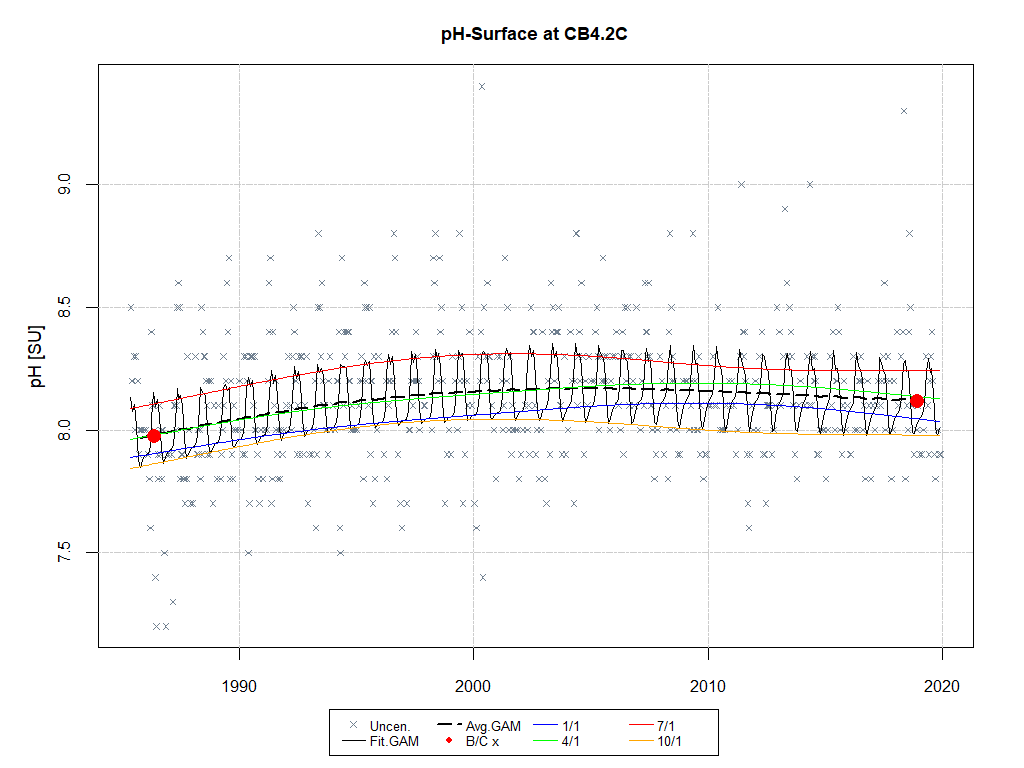 pH-Surface at CB4.2C
pH [SU]
9.0
8.5
8.0
7.5
1990 2000 2010 2020
Uncen. Avg.GAM 1/1 7/1
Fit.GAM B/C x 4/1 10/1